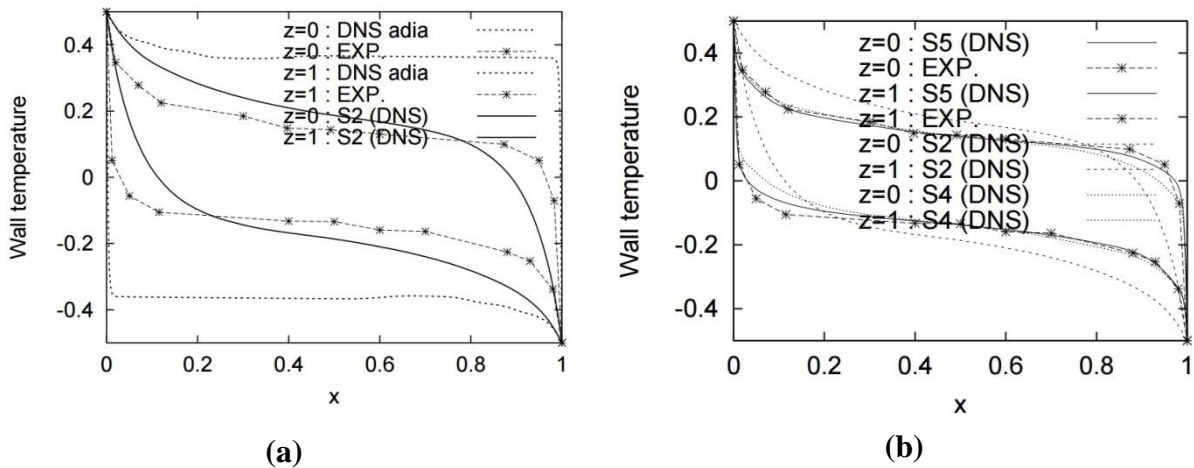 0.4
0.2
0
-0.2
-0.4
Wall temperature
z=0 : DNS adia
z=0 : EXP.
z=1 : DNS adia
z=1 : EXP.
z=0 : S2 (DNS)
z=1 : S2 (DNS)
0 0.2 0.4 0.6 0.8 1
x
(a)
0.4
0.2
0
-0.2
-0.4
Wall temperature
z=0 : S5 (DNS)
z=0 : EXP.
z=1 : S5 (DNS)
z=1 : EXP.
z=0 : S2 (DNS)
z=1 : S2 (DNS)
z=0 : S4 (DNS)
z=1 : S4 (DNS)
0 0.2 0.4 0.6 0.8 1
x
(b)